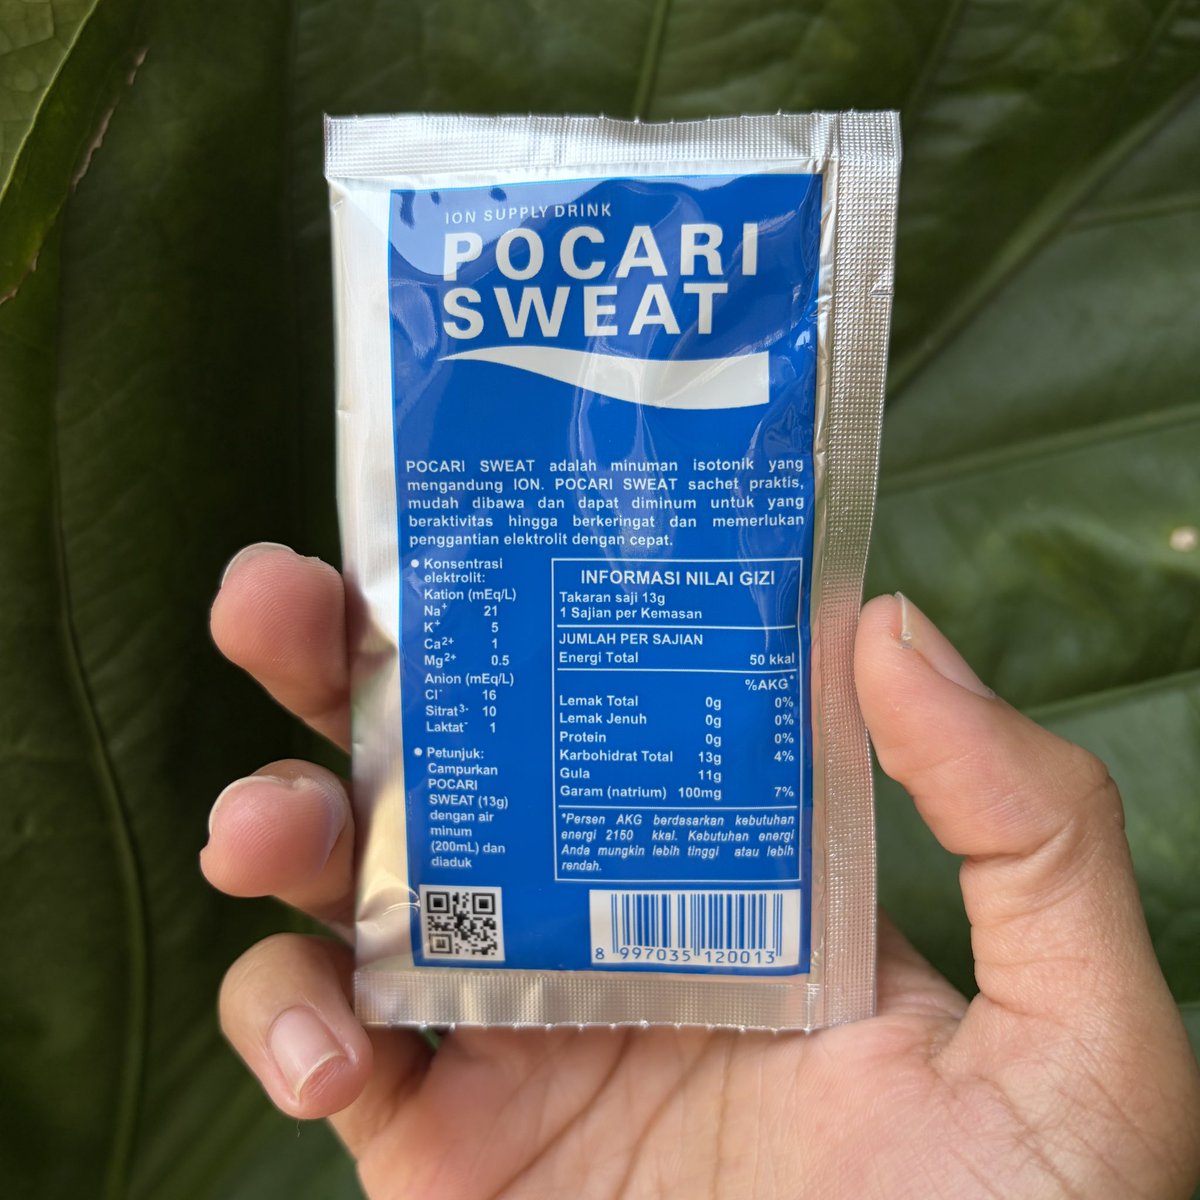 ION SUPPLY DRINK
POCARI
SWEAT
POCARI SWEAT adalah minuman isotonik yang
mengandung ION. POCARI SWEAT sachet praktis,
mudah dibawa dan dapat diminum untuk yang
beraktivitas hingga berkeringat dan memerlukan
penggantian elektrolit dengan cepat.
● Konsentrasi
elektrolit:
Kation (mEq/L)
Na⁺ 21
K⁺ 5
Ca²⁺ 1
Mg²⁺ 0.5
Anion (mEq/L)
Cl⁻ 16
Sitrat³⁻ 10
Laktat⁻ 1
● Petunjuk:
Campurkan
POCARI
SWEAT (13g)
dengan air
minum
(200mL) dan
diaduk
INFORMASI NILAI GIZI
Takaran saji 13g
1 Sajian per Kemasan
JUMLAH PER SAJIAN
Energi Total 50 kkal
%AKG*
Lemak Total 0g 0%
Lemak Jenuh 0g 0%
Protein 0g 0%
Karbohidrat Total 13g 4%
Gula 11g
Garam (natrium) 100mg 7%
*Persen AKG berdasarkan kebutuhan
energi 2150 kkal. Kebutuhan energi
Anda mungkin lebih tinggi atau lebih
rendah.
8 997035 120013